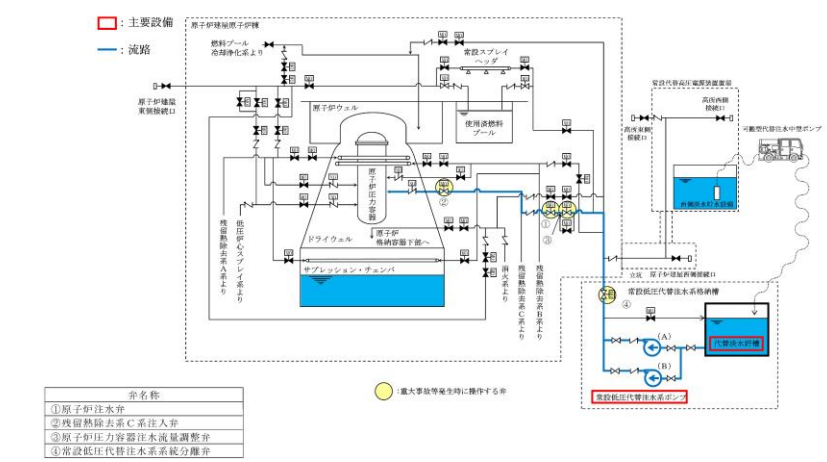 ：主要設備
：流路
原子炉建屋原子炉棟
燃料プール
冷却浄化系より
原子炉建屋
東側接続口
原子炉ウェル
常設スプレイ
ヘッダ
使用済燃料
プール
常設代替高圧電源装置置場
高所西側
接続口
高所東側
接続口
可搬型代替注水中型ポンプ
西側淡水貯水設備
原子炉圧力容器
②
①
③
ドライウェル
原子炉
格納容器下部へ
サプレッション・チェンバ
残留熱除去系Ａ系より
低圧炉心スプレイ系より
消火系より
残留熱除去系Ｃ系より
残留熱除去系Ｂ系より
立坑
原子炉建屋西側接続口
④
常設低圧代替注水系格納槽
(A)
(B)
代替淡水貯槽
常設低圧代替注水系ポンプ
：重大事故等発生時に操作する弁
弁名称
①原子炉注水弁
②残留熱除去系Ｃ系注入弁
③原子炉圧力容器注水流量調整弁
④常設低圧代替注水系系統分離弁